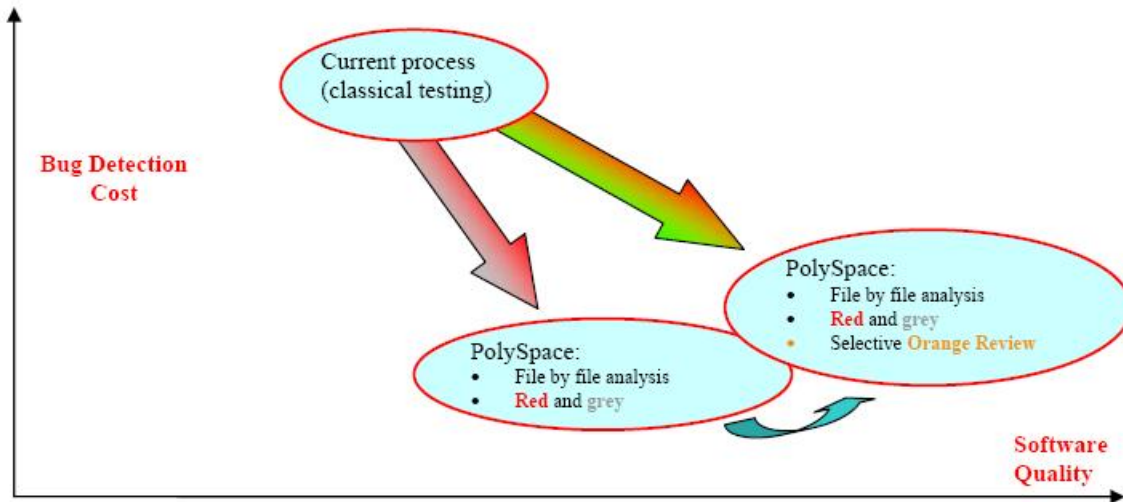 Current process
(classical testing)
Bug Detection
Cost
PolySpace:
• File by file analysis
• Red and grey
• Selective Orange Review
PolySpace:
• File by file analysis
• Red and grey
Software
Quality